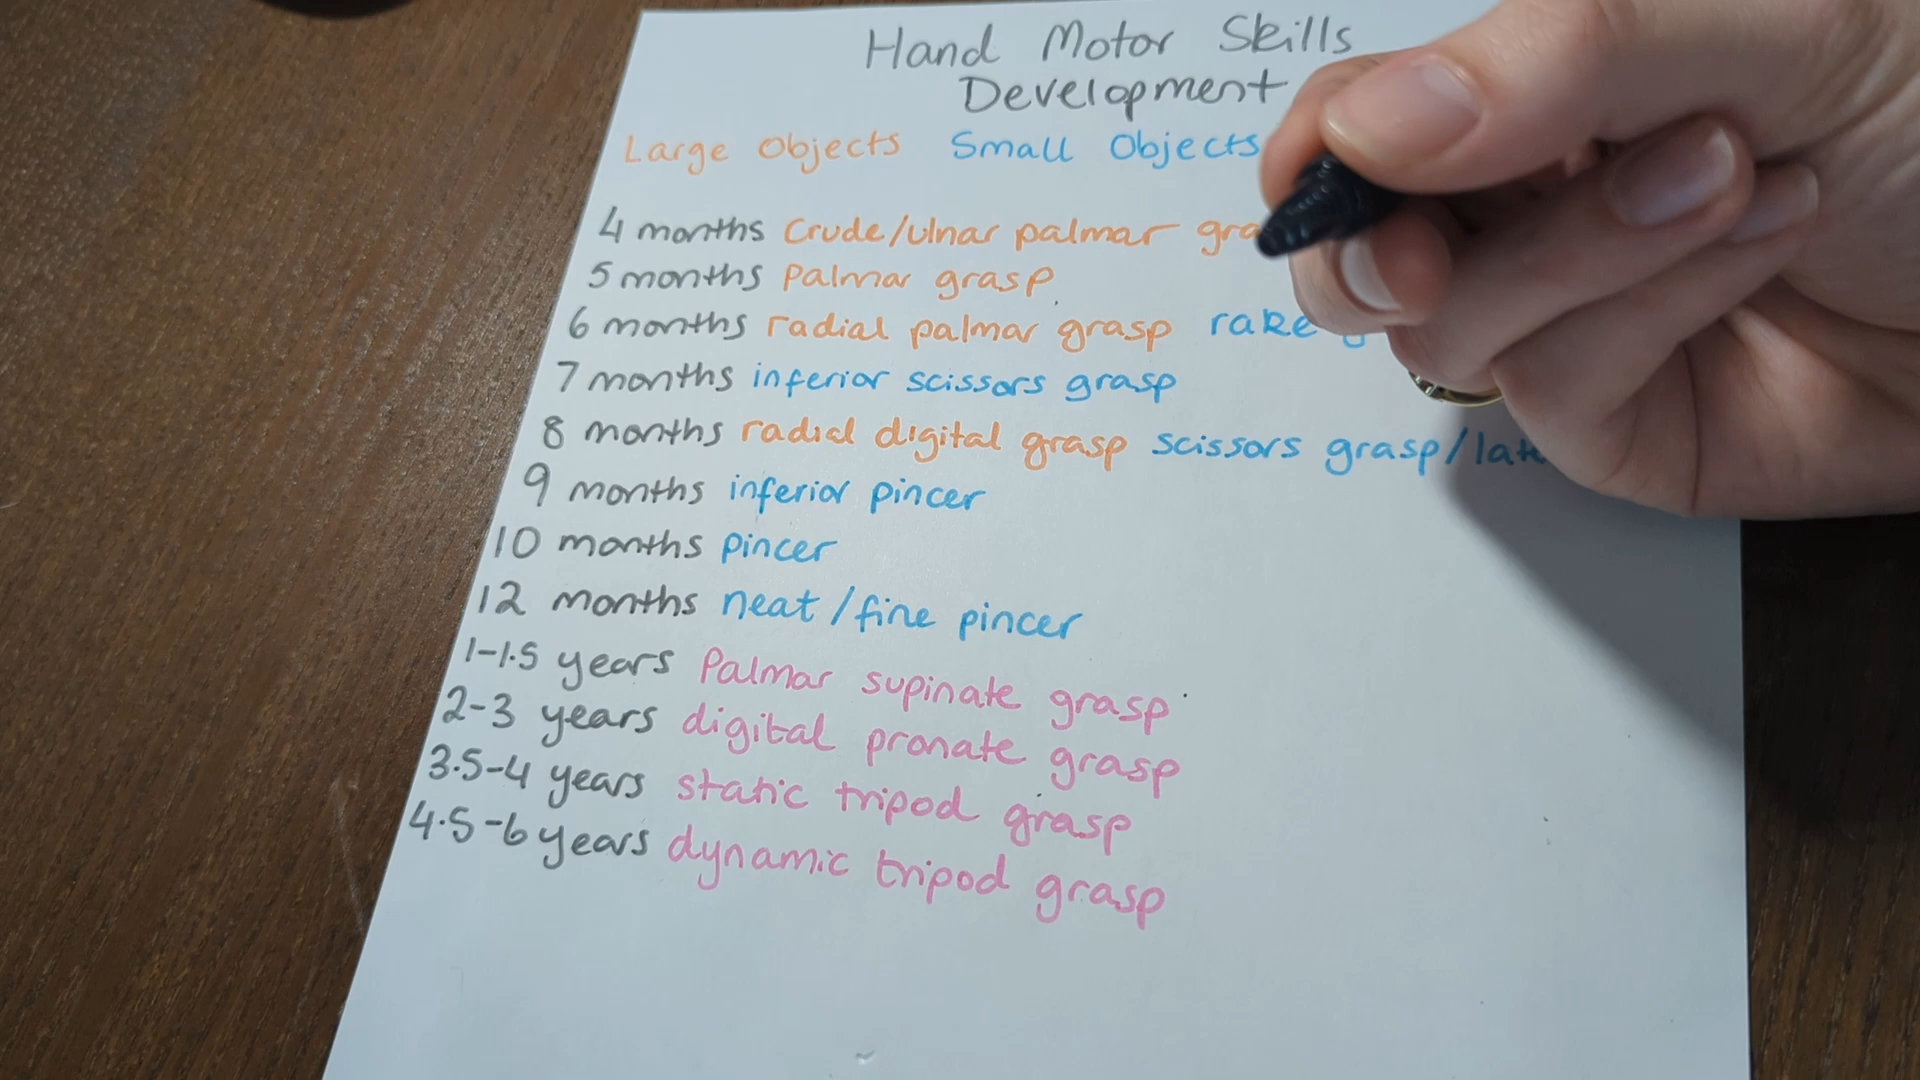 Hand Motor Skills
Development
Large Objects Small Objects
4 months Crude/ulnar palmar
5 months Palmar grasp
6 months radial palmar grasp rake
7 months inferior scissors grasp
8 months radial digital grasp scissors grasp/
9 months inferior pincer
10 months pincer
12 months neat/fine pincer
1-1.5 years Palmar supinate grasp
2-3 years digital pronate grasp
3.5-4 years static tripod grasp
4.5-6 years dynamic tripod grasp